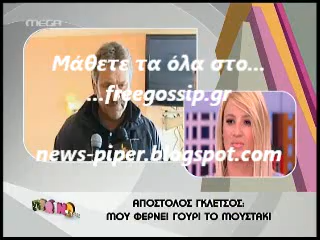 MEGA
Μάθετε τα όλα στο...
...freegossip.gr
news-piper.blogspot.com
ΑΠΟΣΤΟΛΟΣ ΓΚΛΕΤΣΟΣ:
ΜΟΥ ΦΕΡΝΕΙ ΓΟΥΡΙ ΤΟ ΜΟΥΣΤΑΚΙ